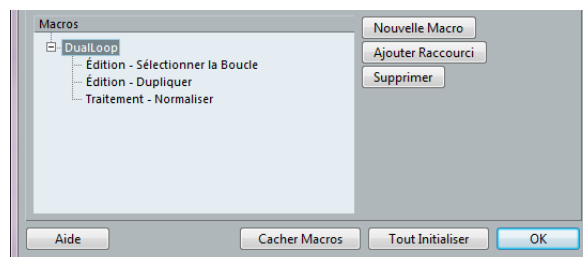 Macros
DualLoop
Édition - Sélectionner la Boucle
Édition - Dupliquer
Traitement - Normaliser
Nouvelle Macro
Ajouter Raccourci
Supprimer
Aide
Cacher Macros
Tout Initialiser
OK